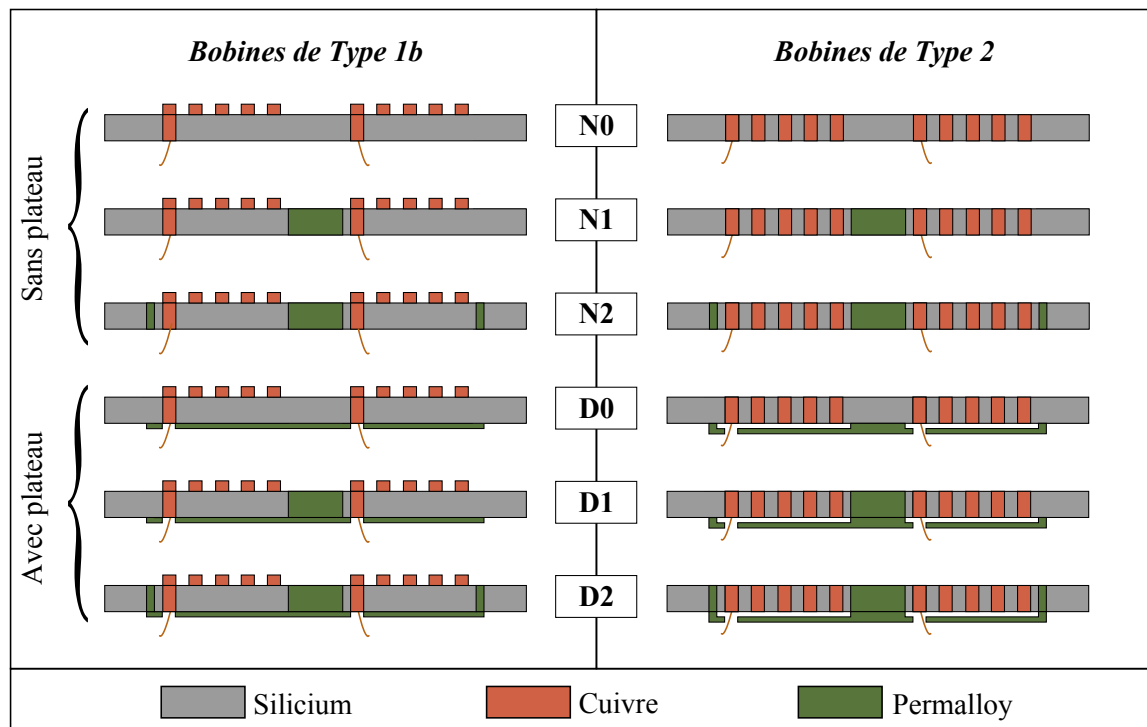 Bobines de Type 1b
Bobines de Type 2
Sans plateau
N0
N1
N2
Avec plateau
D0
D1
D2
Silicium
Cuivre
Permalloy